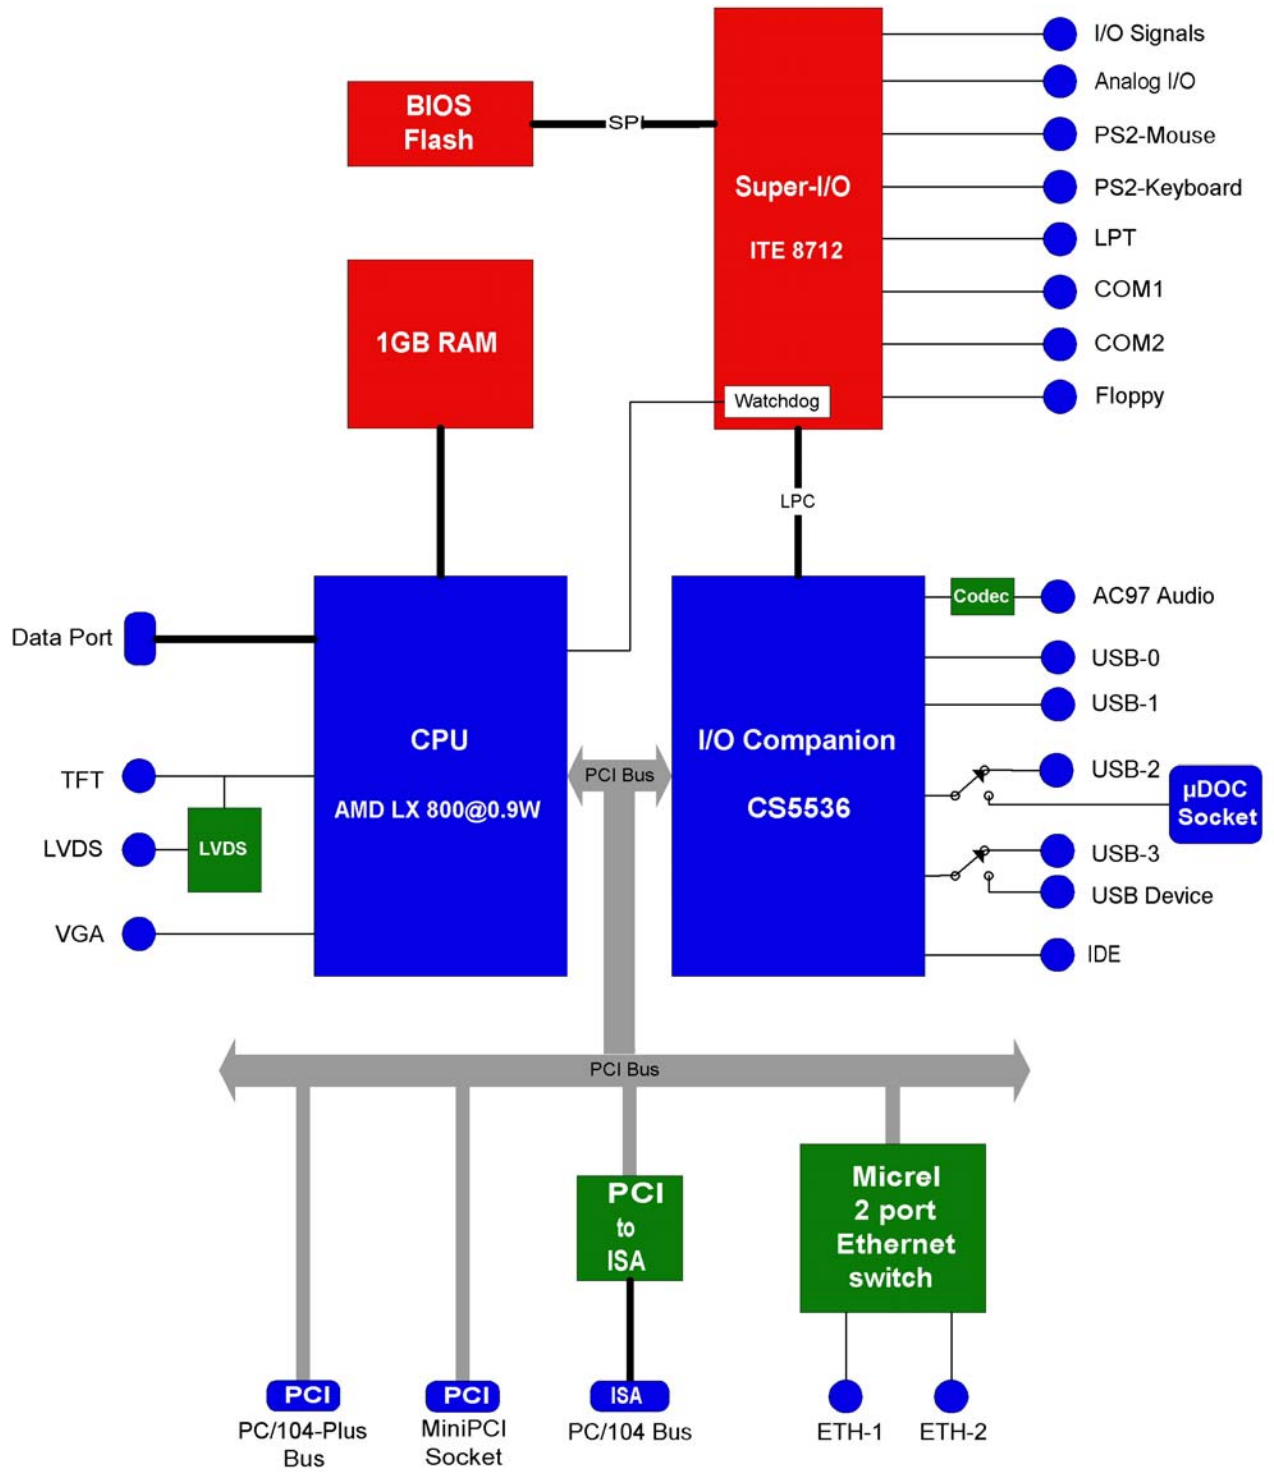 I/O Signals
Analog I/O
BIOS
Flash
SPI
PS2-Mouse
Super-I/O
PS2-Keyboard
ITE 8712
LPT
COM1
1GB RAM
COM2
Watchdog
Floppy
LPC
Codec
AC97 Audio
Data Port
USB-0
USB-1
CPU
I/O Companion
PCI Bus
TFT
USB-2
µDOC
Socket
AMD LX 800@0.9W
CS5536
LVDS
LVDS
USB-3
USB Device
VGA
IDE
PCI Bus
PCI
to
ISA
Micrel
2 port
Ethernet
switch
PCI
PC/104-Plus
Bus
PCI
MiniPCI
Socket
ISA
PC/104 Bus
ETH-1
ETH-2